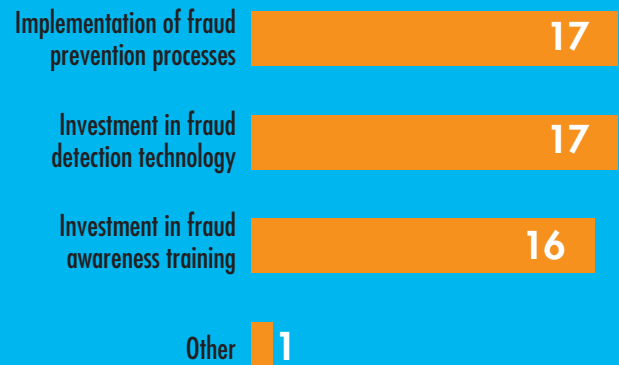 Implementation of fraud
prevention processes
17
Investment in fraud
detection technology
17
Investment in fraud
awareness training
16
Other
1